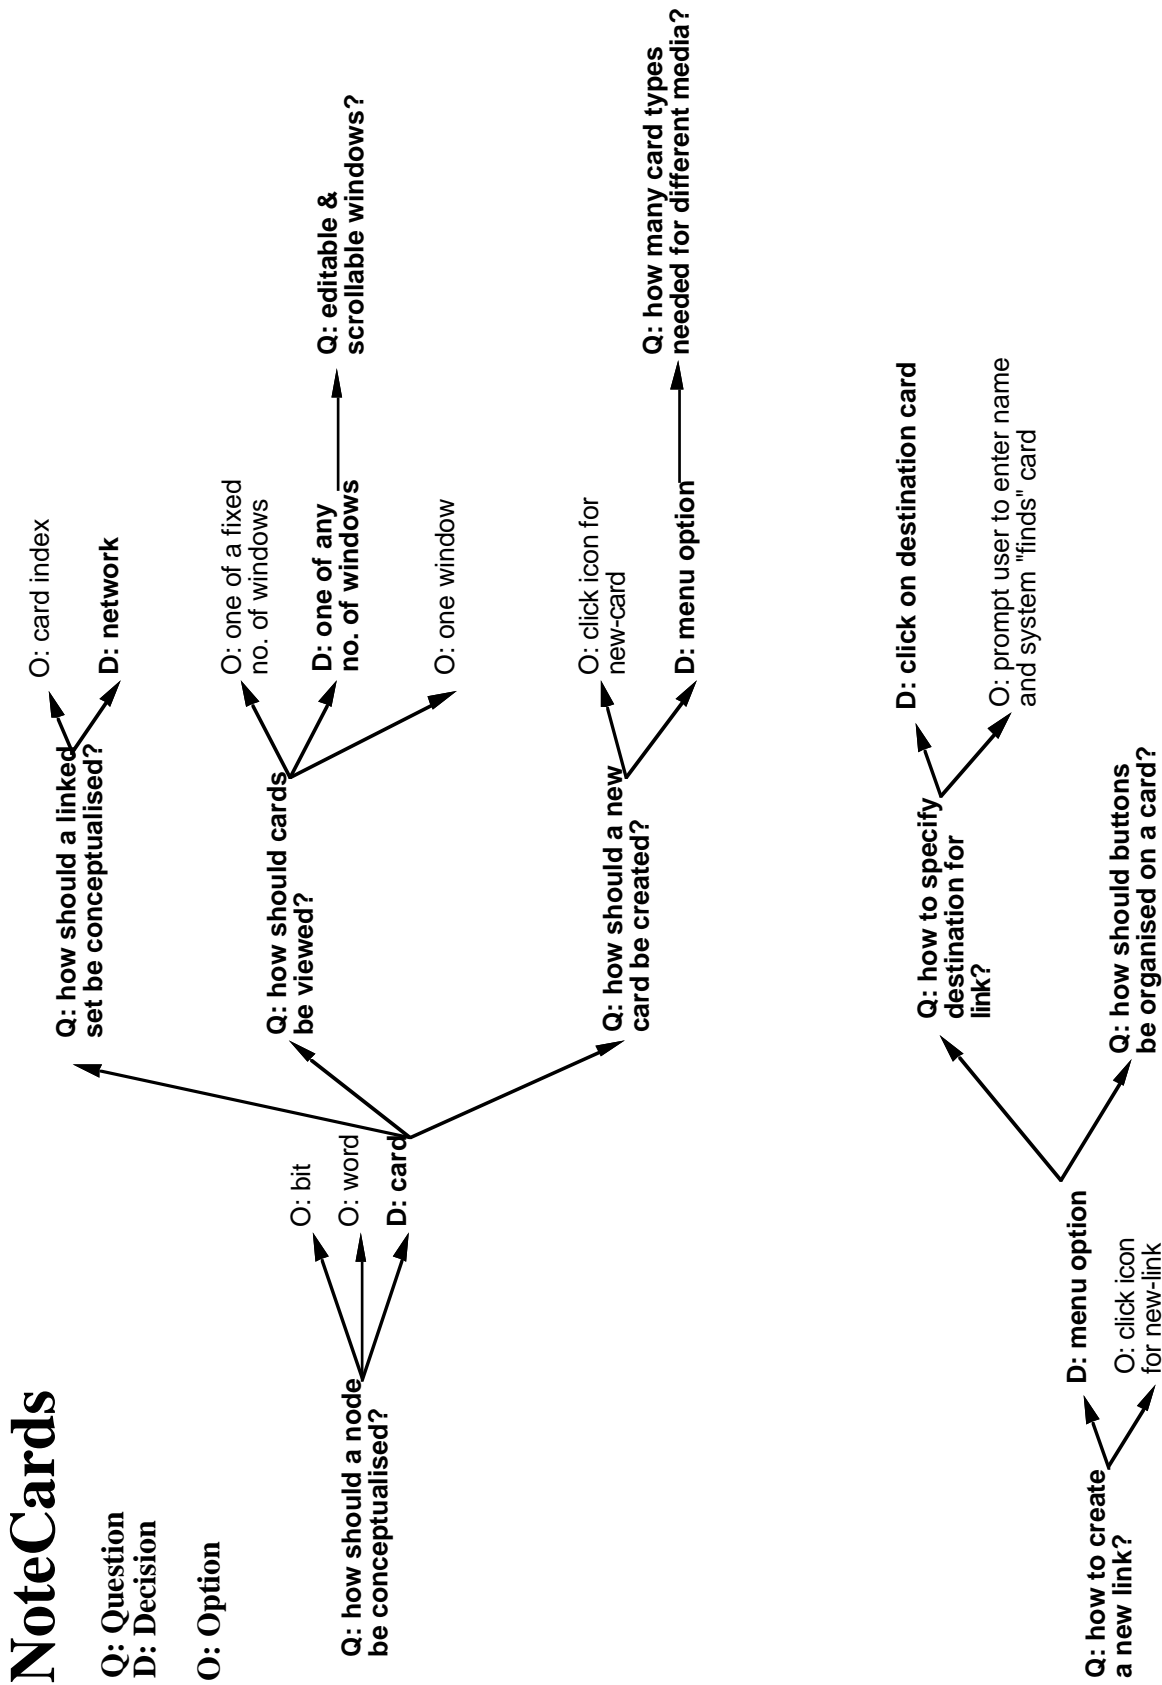 NoteCards
Q: Question
D: Decision
O: Option
Q: how should a node
be conceptualised?
O: bit
O: word
D: card
Q: how should a linked
set be conceptualised?
O: card index
D: network
Q: how should cards
be viewed?
O: one of a fixed
no. of windows
D: one of any
no. of windows
O: one window
Q: editable &
scrollable windows?
Q: how should a new
card be created?
O: click icon for
new-card
D: menu option
Q: how many card types
needed for different media?
Q: how to create
a new link?
D: menu option
O: click icon
for new-link
Q: how to specify
destination for
link?
D: click on destination card
O: prompt user to enter name
and system "finds" card
Q: how should buttons
be organised on a card?